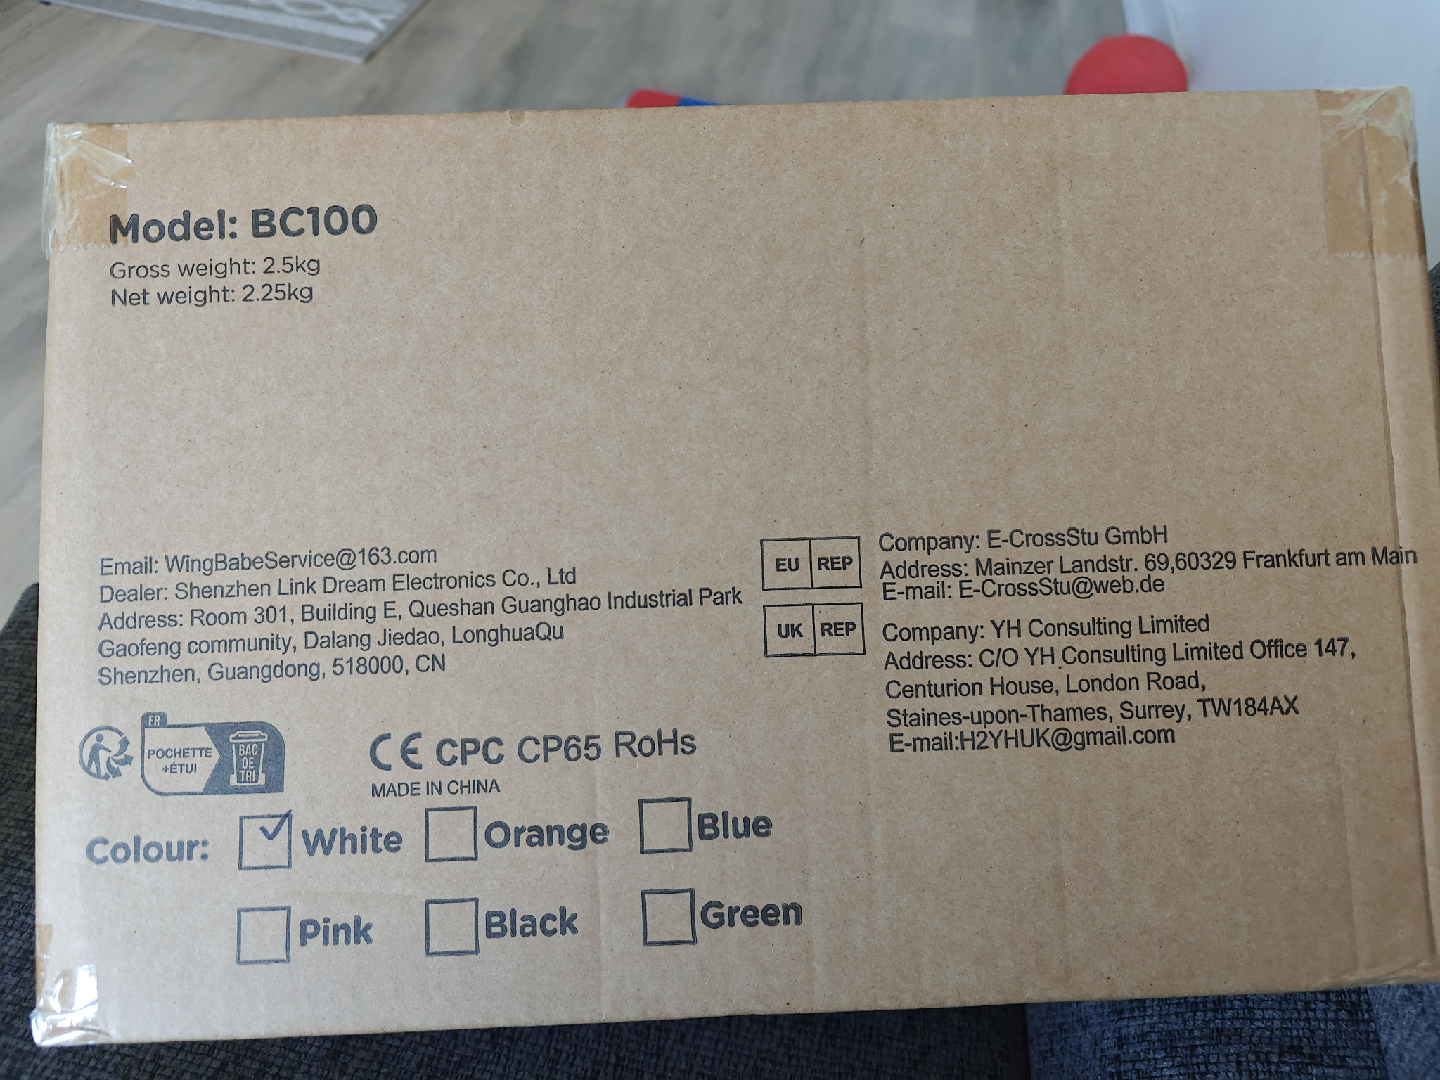 Model: BC100
Gross weight: 2.5kg
Net weight: 2.25kg
Email: WingBabeService@163.com
Dealer: Shenzhen Link Dream Electronics Co., Ltd
Address: Room 301, Building E, Queshan Guanghao Industrial Park
Gaofeng community, Dalang Jiedao, LonghuaQu
Shenzhen, Guangdong, 518000, CN
EU REP
Company: E-CrossStu GmbH
Address: Mainzer Landstr. 69,60329 Frankfurt am Main
E-mail: E-CrossStu@web.de
UK REP
Company: YH Consulting Limited
Address: C/O YH Consulting Limited Office 147,
Centurion House, London Road,
Staines-upon-Thames, Surrey, TW184AX
E-mail:H2YHUK@gmail.com
FR
POCHETTE
+ÉTUI
BAC
DE
TRI
CE CPC CP65 RoHs
MADE IN CHINA
Colour: White Orange Blue
Pink Black Green